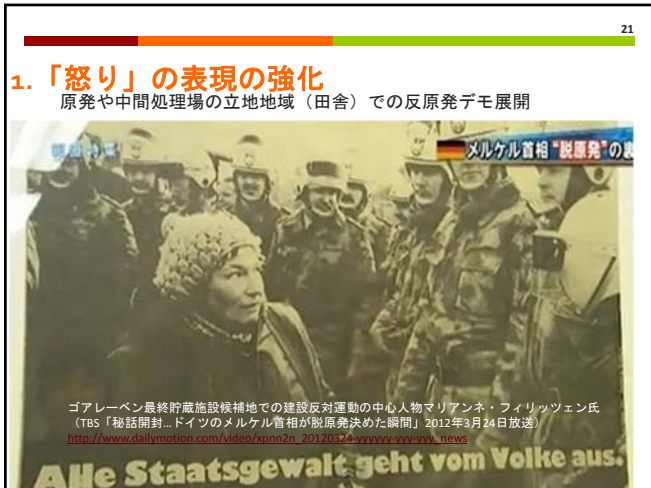 21
1.「怒り」の表現の強化
原発や中間処理場の立地地域（田舎）での反原発デモ展開
メルケル首相"脱原発"の裏
ゴアレーベン最終貯蔵施設候補地での建設反対運動の中心人物マリアンネ・フィリッツェン氏
（TBS「秘話開封…ドイツのメルケル首相が脱原発決めた瞬間」2012年3月24日放送）
http://www.dailymotion.com/video/xpnn2n_20120324-yyyyyy-yyy-yyy_news
Alle Staatsgewalt geht vom Volke aus.